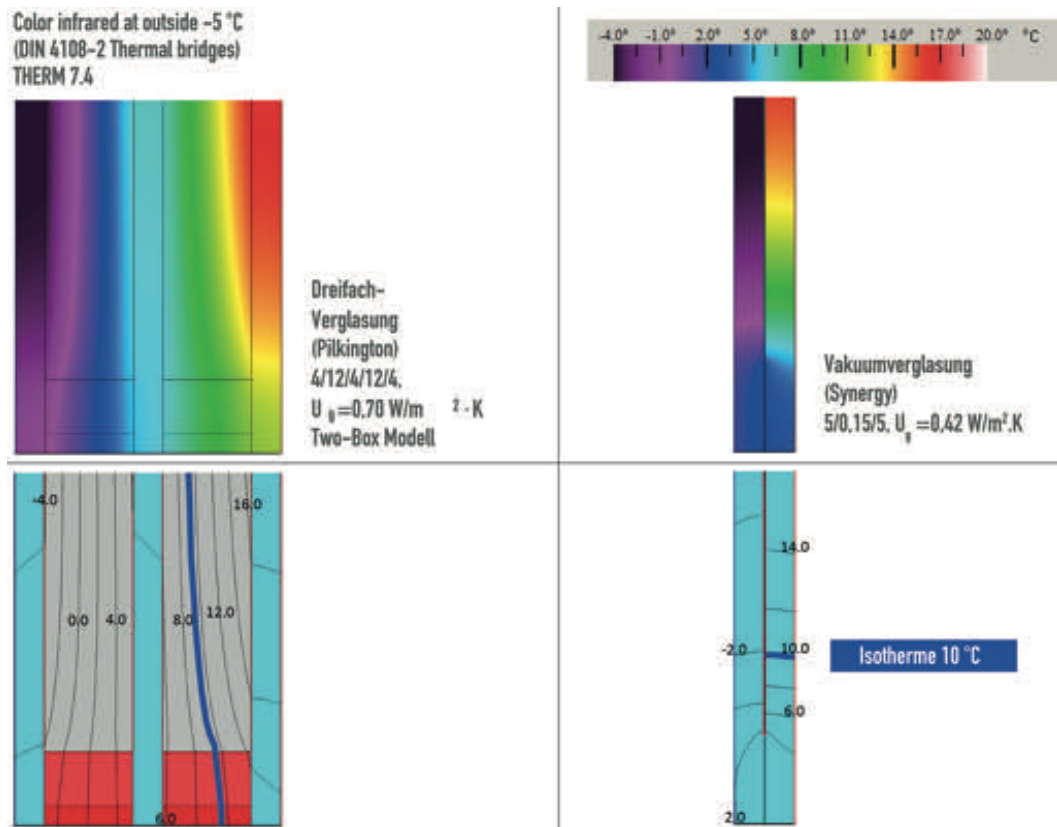 Color infrared at outside -5 °C
(DIN 4108-2 Thermal bridges)
THERM 7.4
-4.0° -1.0° 2.0° 5.0° 8.0° 11.0° 14.0° 17.0° 20.0° °C
Dreifach-
Verglasung
(Pilkington)
4/12/4/12/4,
U g =0.70 W/m ² · K
Two-Box Modell
Vakuumverglasung
(Synergy)
5/0.15/5, U g =0,42 W/m².K
-4.0
16.0
0.0
4.0
8.0
12.0
6.0
14.0
-2.0
10.0
6.0
2.0
Isotherme 10 °C